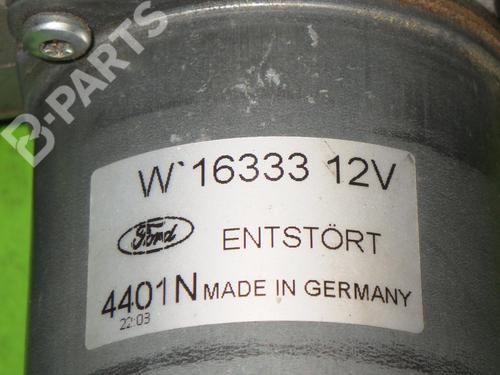 B-PARTS
W`16333 12V
Ford ENTSTÖRT
4401N MADE IN GERMANY
22:03